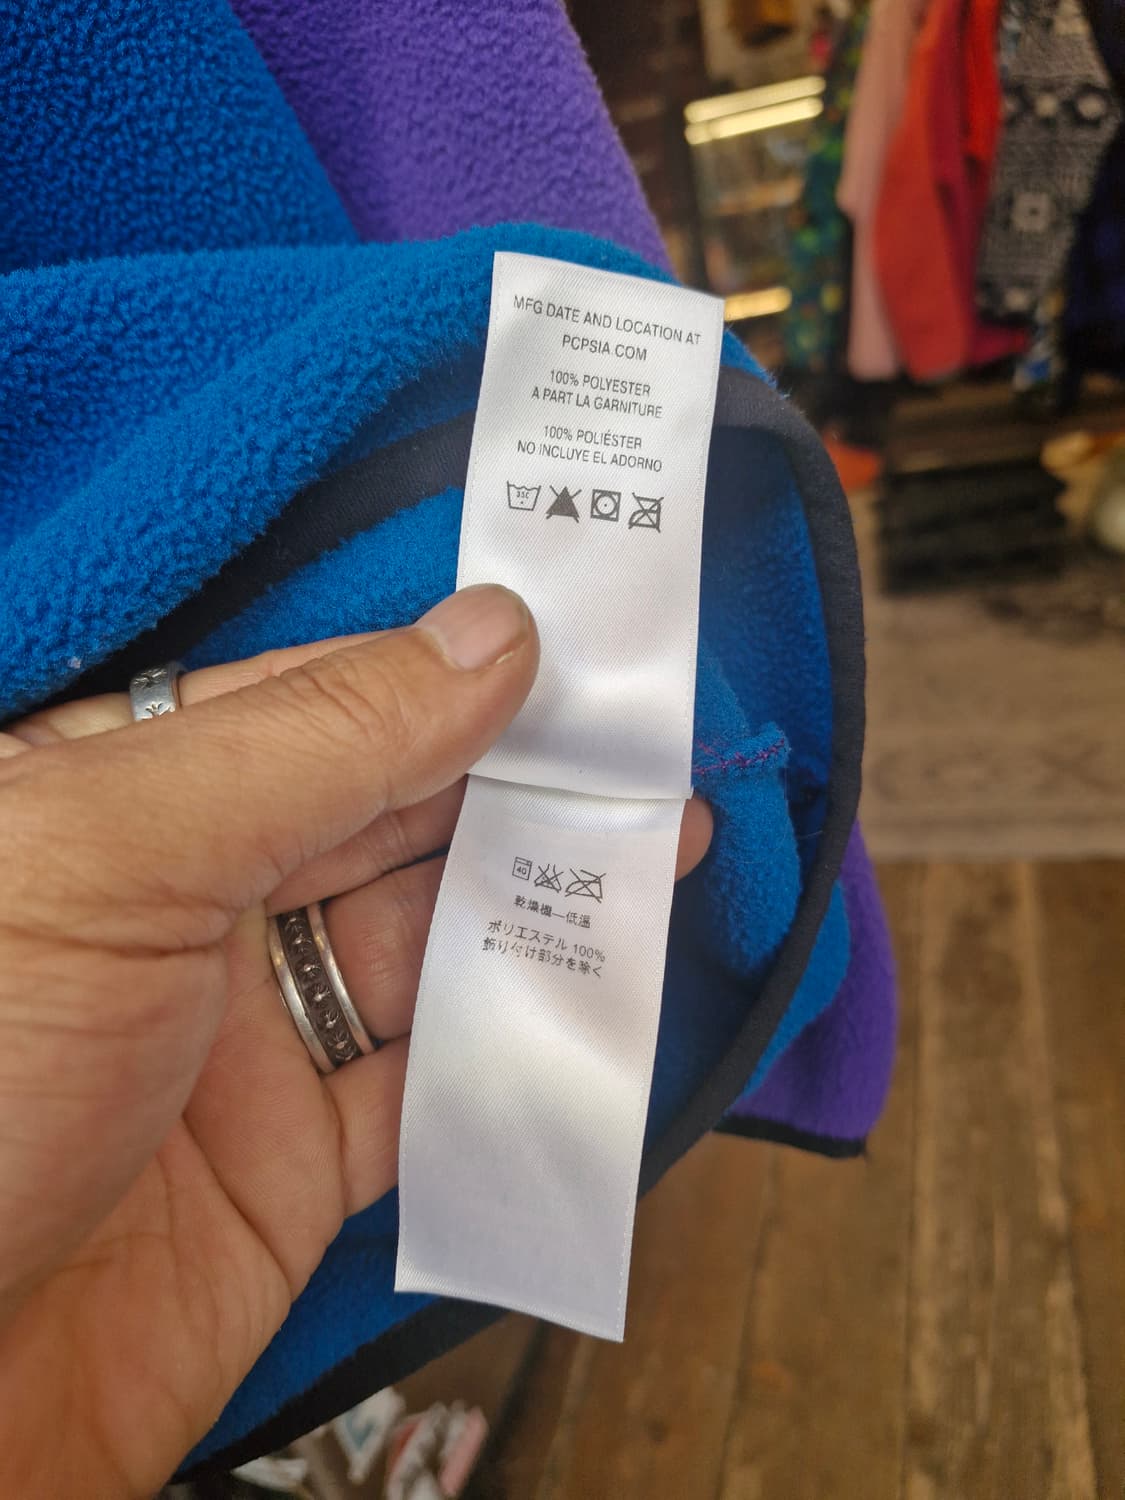 MFG DATE AND LOCATION AT
PCPSIA.COM
100% POLYESTER
A PART LA GARNITURE
100% POLIÉSTER
NO INCLUYE EL ADORNO
40
乾燥機—低温
ポリエステル 100%
飾り付け部分を除く